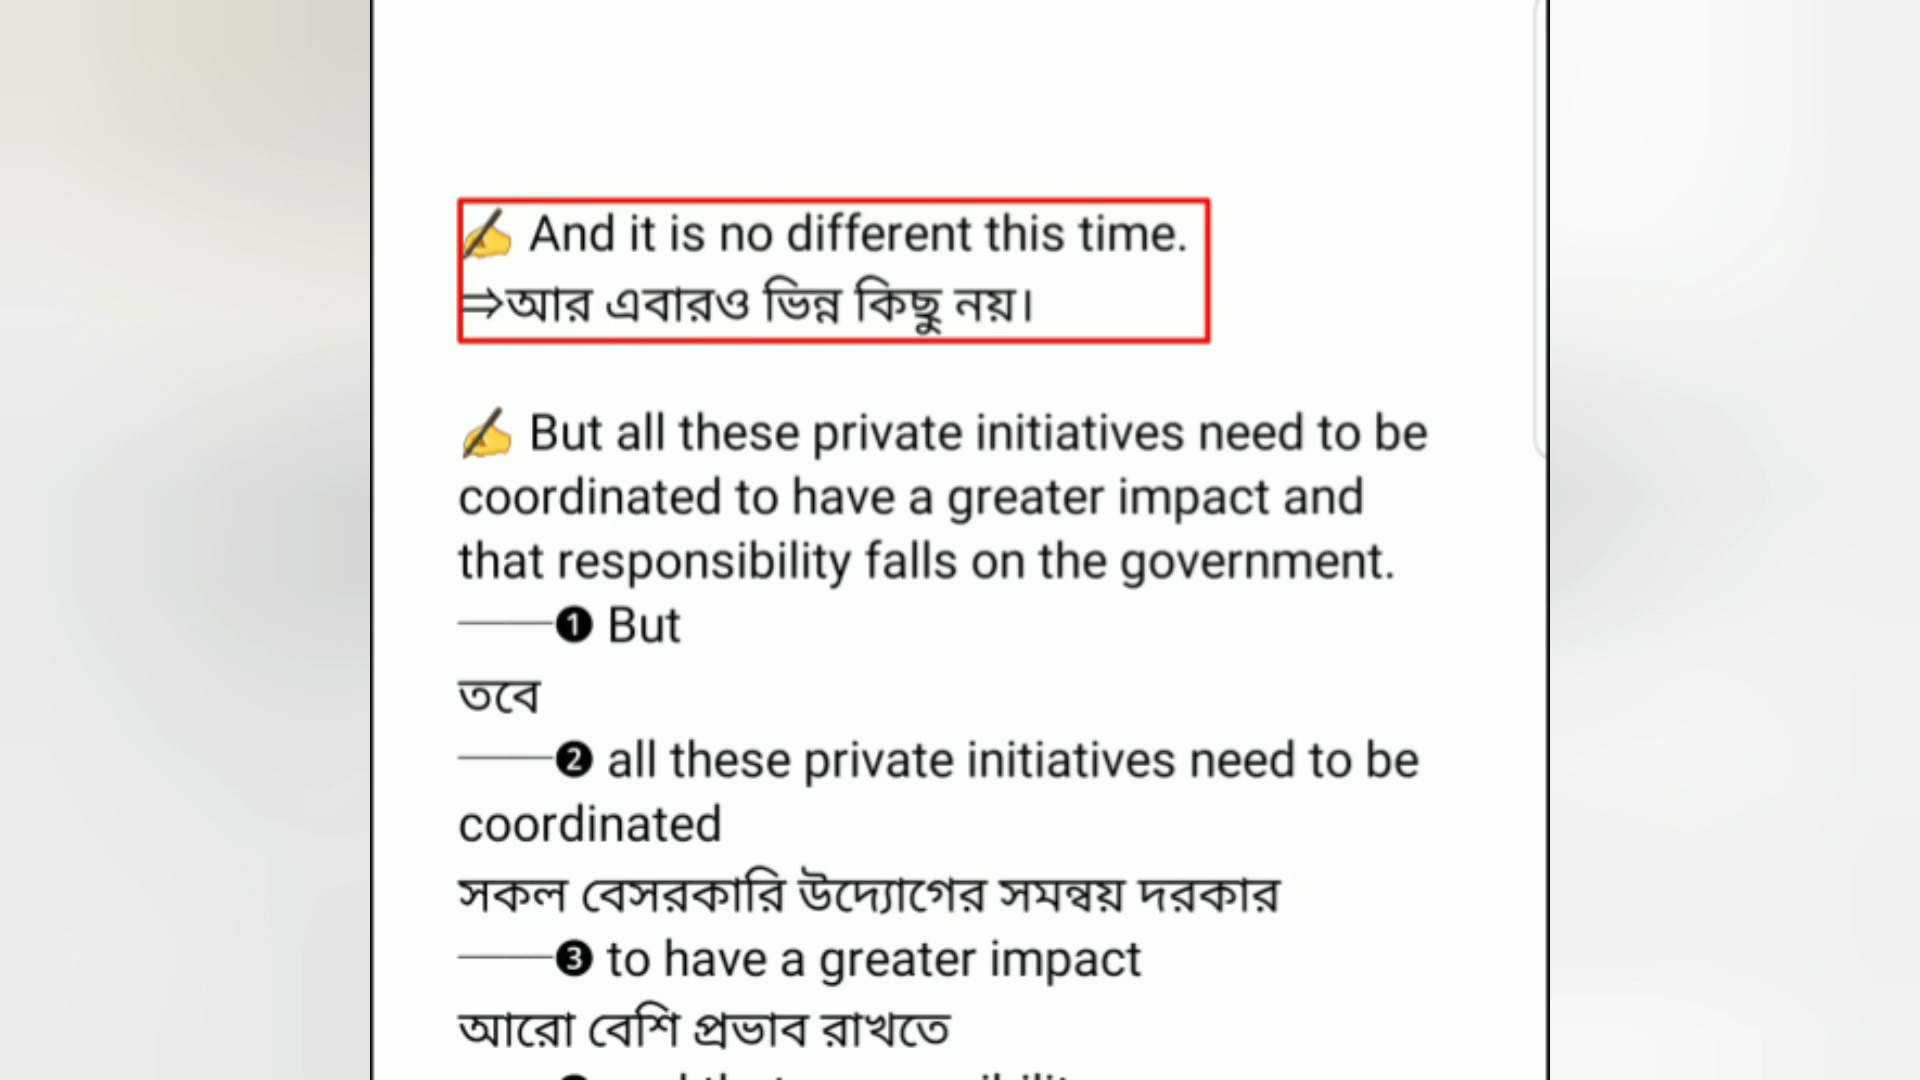 ✍️ And it is no different this time.
⇒আর এবারও ভিন্ন কিছু নয়।
✍️ But all these private initiatives need to be
coordinated to have a greater impact and
that responsibility falls on the government.
───❶ But
তবে
───❷ all these private initiatives need to be
coordinated
সকল বেসরকারি উদ্যোগের সমন্বয় দরকার
───❸ to have a greater impact
আরো বেশি প্রভাব রাখতে